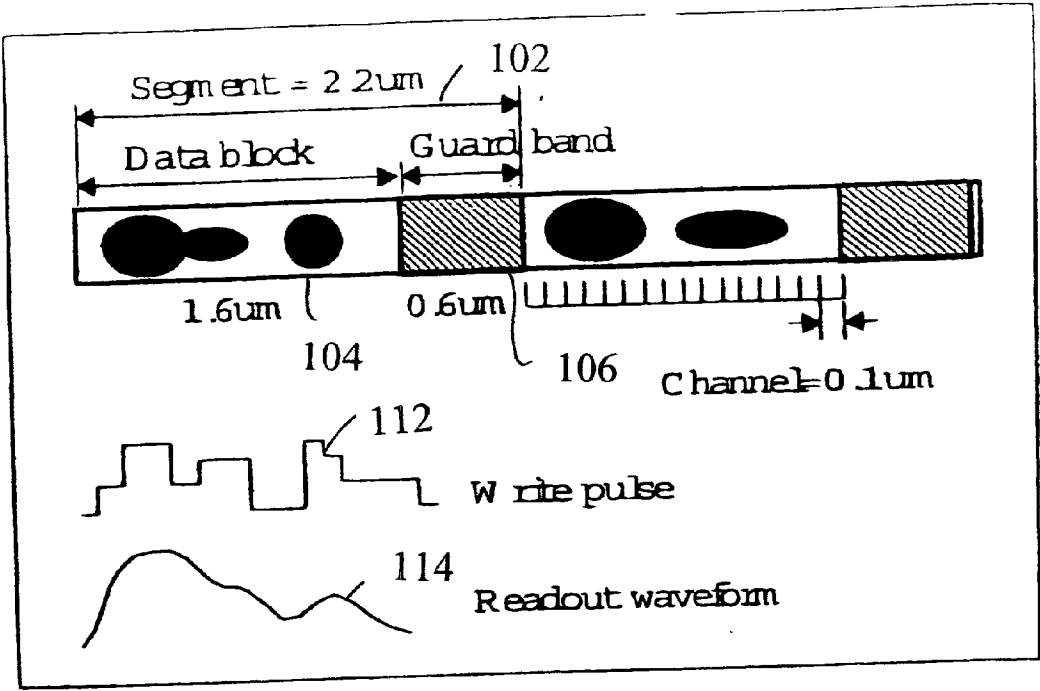 102
Segment = 2.2um
Data block Guard band
1.6um 0.6um
104 106 Channel=0.1um
112
Write pulse
114
Readout waveform